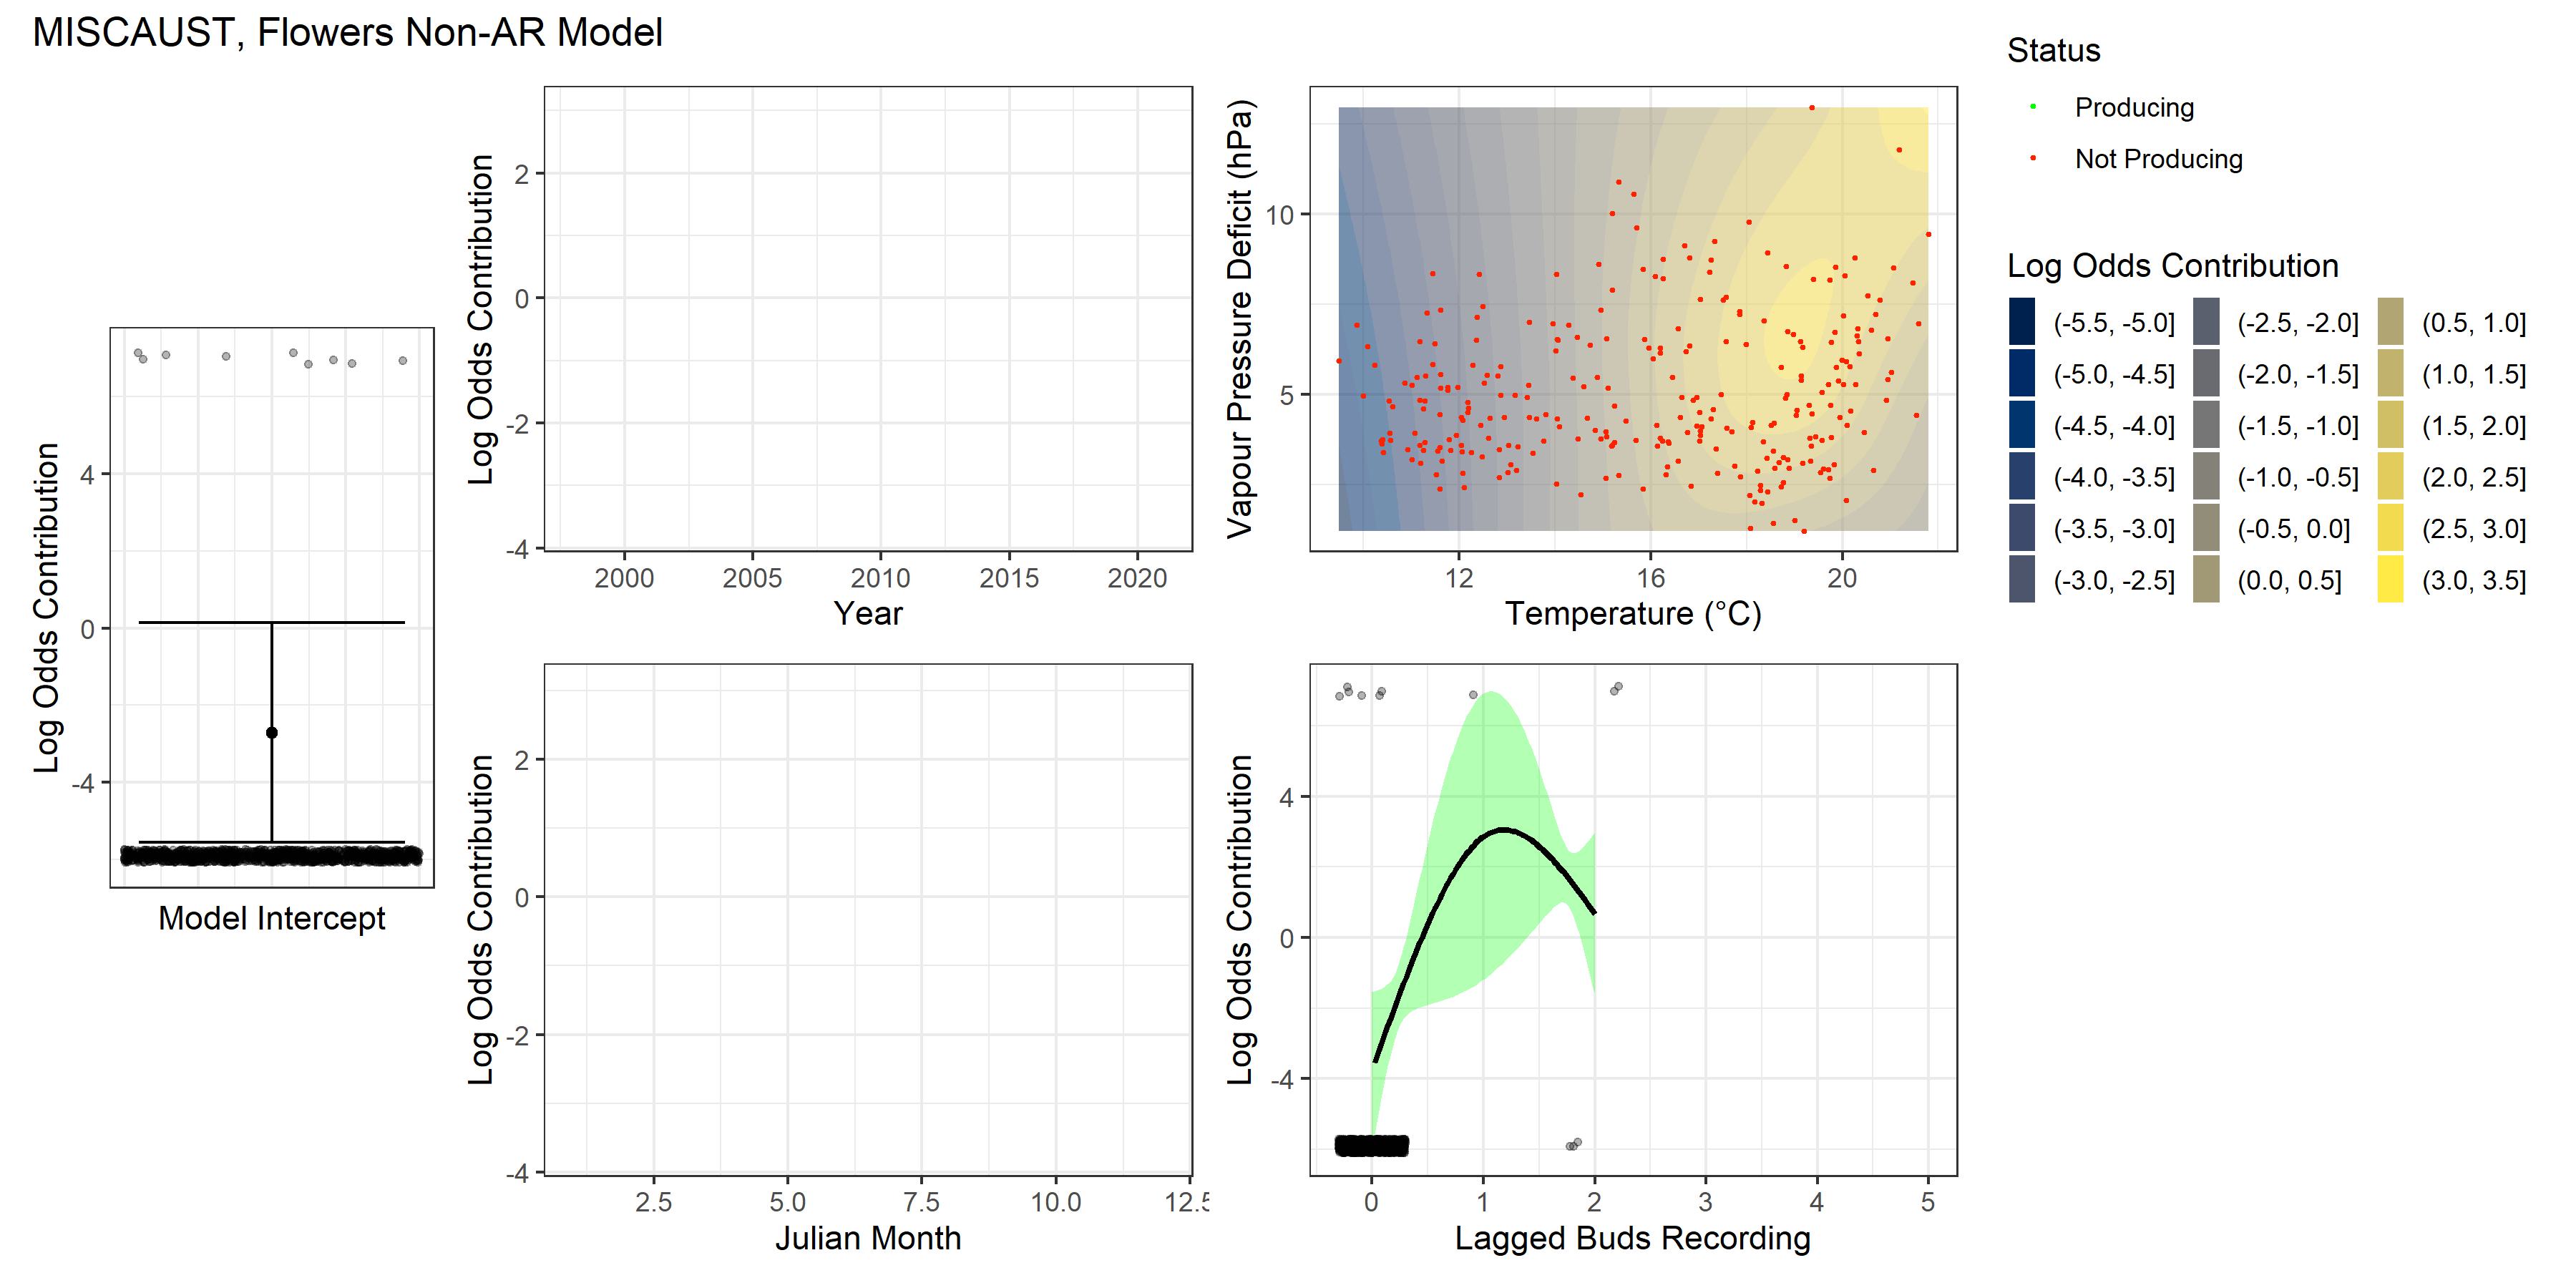 MISCAUST, Flowers Non-AR Model
Log Odds Contribution
4
0
-4
Model Intercept
Log Odds Contribution
2
0
-2
-4
2000 2005 2010 2015 2020
Year
Vapour Pressure Deficit (hPa)
10
5
12 16 20
Temperature (°C)
Status
Producing
Not Producing
Log Odds Contribution
(-5.5, -5.0] (-2.5, -2.0] (0.5, 1.0]
(-5.0, -4.5] (-2.0, -1.5] (1.0, 1.5]
(-4.5, -4.0] (-1.5, -1.0] (1.5, 2.0]
(-4.0, -3.5] (-1.0, -0.5] (2.0, 2.5]
(-3.5, -3.0] (-0.5, 0.0] (2.5, 3.0]
(-3.0, -2.5] (0.0, 0.5] (3.0, 3.5]
Log Odds Contribution
2
0
-2
-4
2.5 5.0 7.5 10.0 12.5
Julian Month
Log Odds Contribution
4
0
-4
0 1 2 3 4 5
Lagged Buds Recording